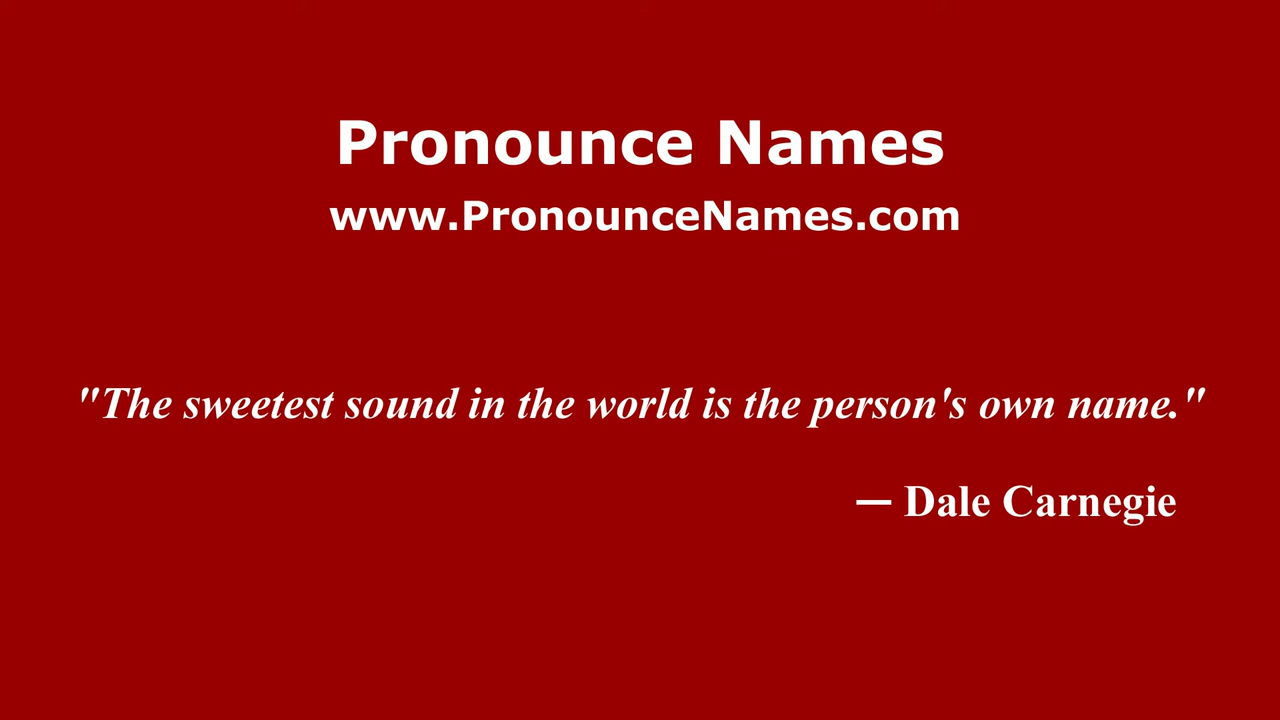 Pronounce Names
www.PronounceNames.com
"The sweetest sound in the world is the person's own name."
— Dale Carnegie